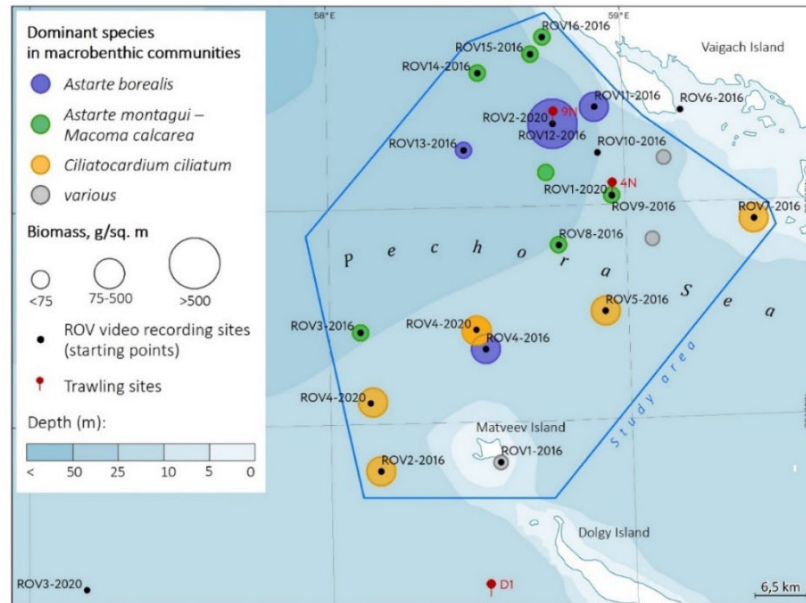 Dominant species
in macrobenthic communities
Astarte borealis
Astarte montagui –
Macoma calcarea
Ciliatocardium ciliatum
various
Biomass, g/sq. m
<75
75-500
>500
ROV video recording sites
(starting points)
Trawling sites
Depth (m):
< 50 25 10 5 0
58°E
59°E
ROV16-2016
Vaigach Island
ROV15-2016
ROV14-2016
ROV11-2016
ROV6-2016
9N
ROV2-2020
ROV12-2016
ROV13-2016
ROV10-2016
4N
ROV1-2020
ROV9-2016
ROV7-2016
ROV8-2016
Pechora Sea
ROV5-2016
ROV3-2016
ROV4-2020
ROV4-2016
Study area
ROV4-2020
Matveev Island
ROV1-2016
ROV2-2016
Dolgy Island
ROV3-2020
D1
6,5 km